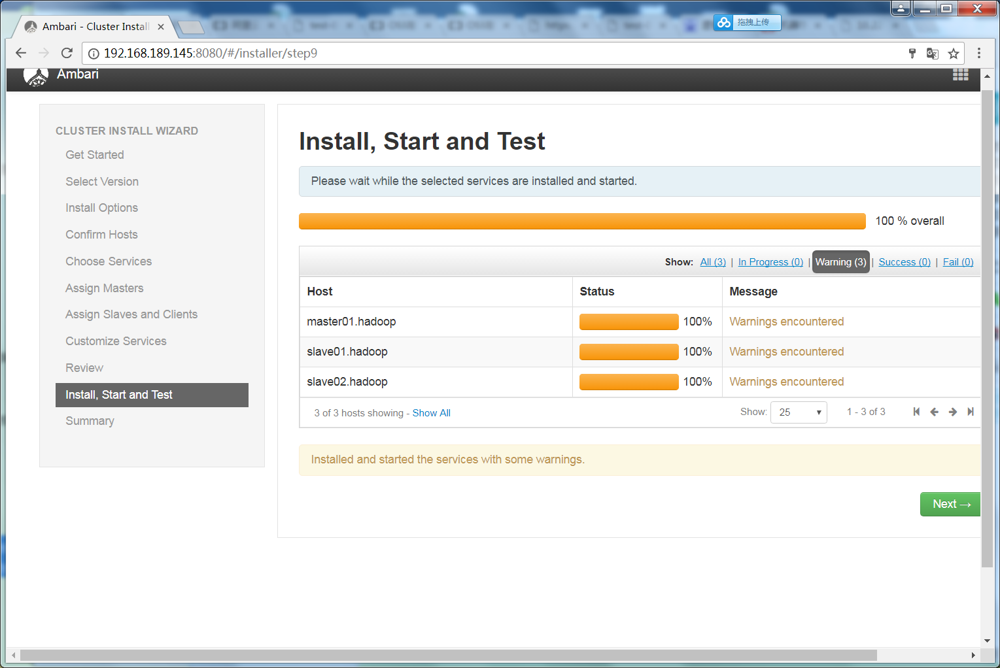 Ambari - Cluster Instal
拖拽上传
192.168.189.145:8080/#/installer/step9
Ambari
CLUSTER INSTALL WIZARD
Get Started
Select Version
Install Options
Confirm Hosts
Choose Services
Assign Masters
Assign Slaves and Clients
Customize Services
Review
Install, Start and Test
Summary
Install, Start and Test
Please wait while the selected services are installed and started.
100 % overall
Show: All (3) | In Progress (0) | Warning (3) | Success (0) | Fail (0)
Host Status Message
master01.hadoop 100% Warnings encountered
slave01.hadoop 100% Warnings encountered
slave02.hadoop 100% Warnings encountered
3 of 3 hosts showing - Show All Show: 25 1 - 3 of 3
Installed and started the services with some warnings.
Next →